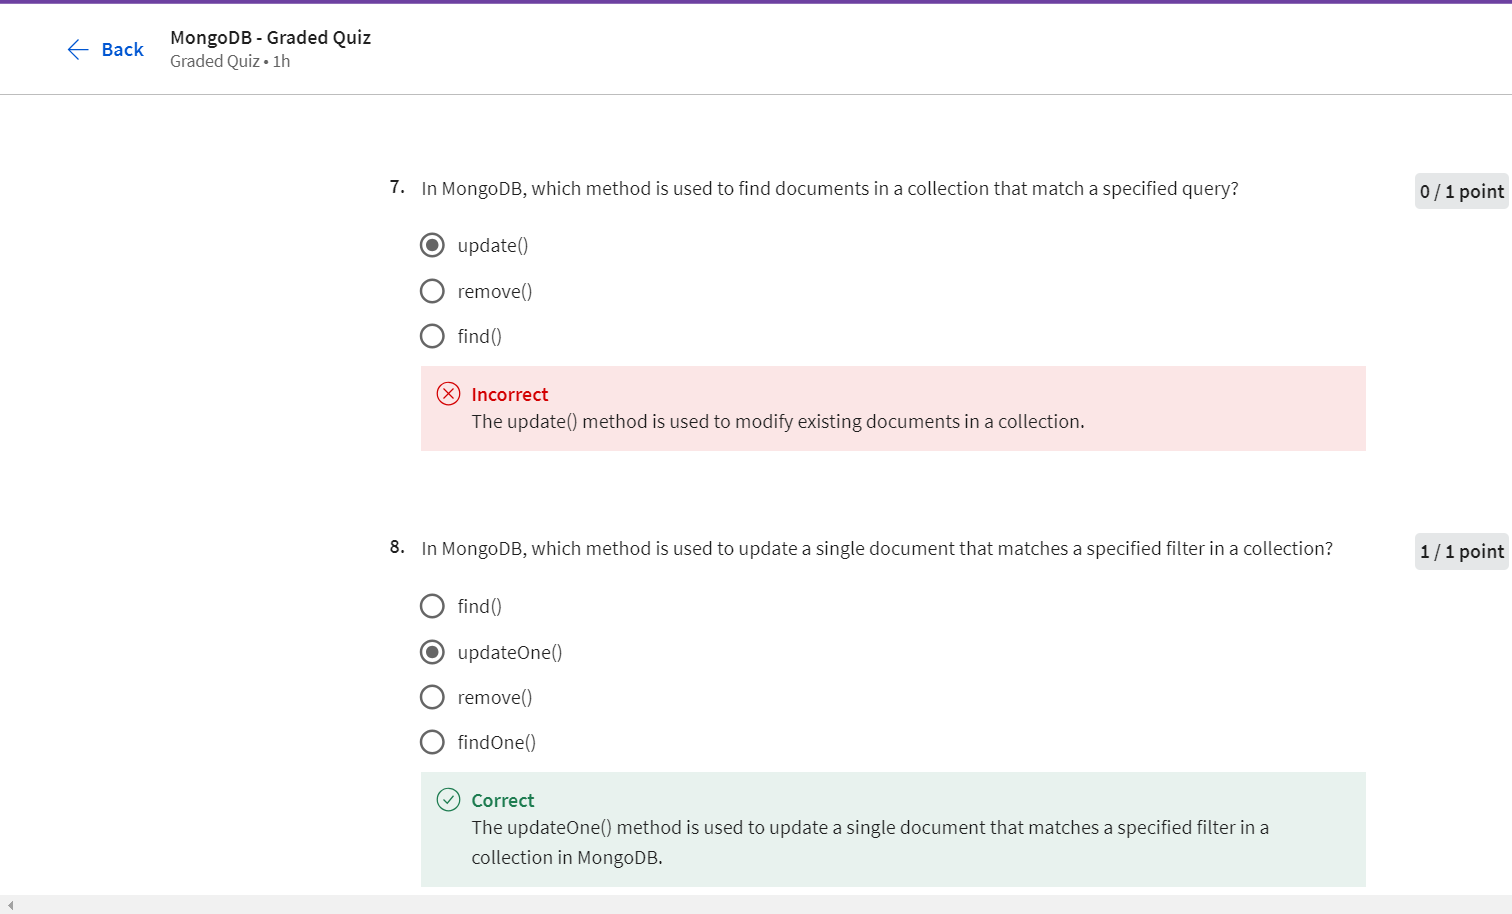 Back
MongoDB - Graded Quiz
Graded Quiz • 1h
7. In MongoDB, which method is used to find documents in a collection that match a specified query?
0 / 1 point
update()
remove()
find()
Incorrect
The update() method is used to modify existing documents in a collection.
8. In MongoDB, which method is used to update a single document that matches a specified filter in a collection?
1 / 1 point
find()
updateOne()
remove()
findOne()
Correct
The updateOne() method is used to update a single document that matches a specified filter in a
collection in MongoDB.